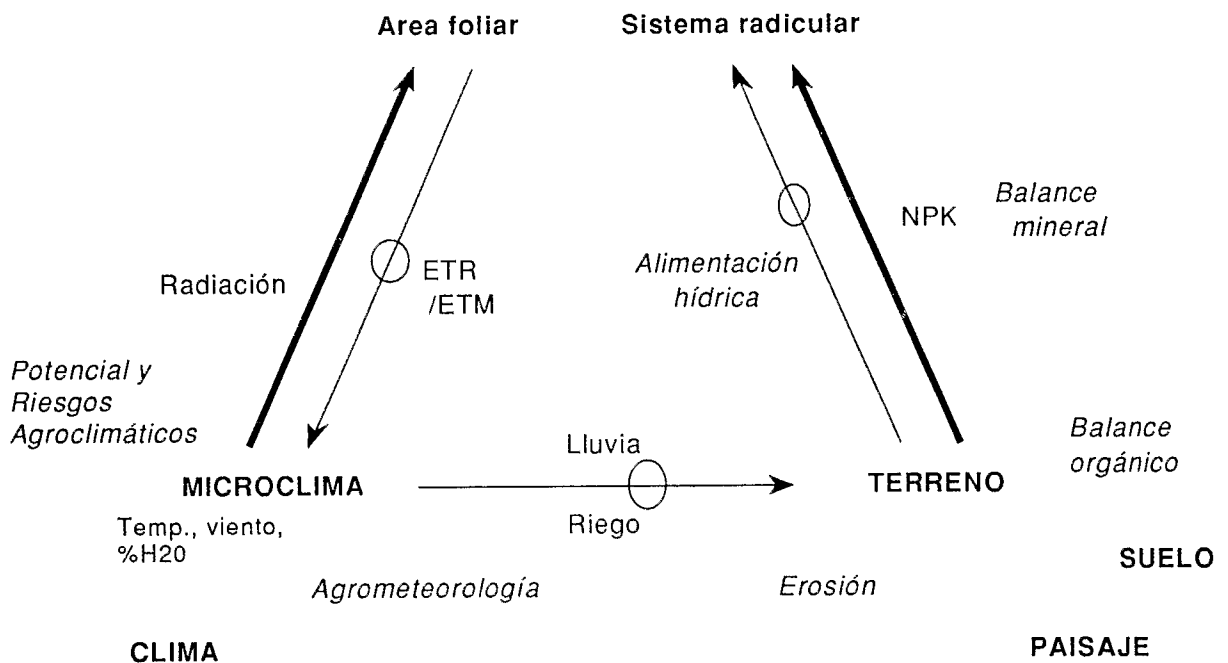 Area foliar
Sistema radicular
Radiación
ETR
/ETM
Alimentación
hídrica
NPK
Balance
mineral
Potencial y
Riesgos
Agroclimáticos
Lluvia
Balance
orgánico
MICROCLIMA
TERRENO
Temp., viento,
%H20
Riego
SUELO
Agrometeorología
Erosión
CLIMA
PAISAJE